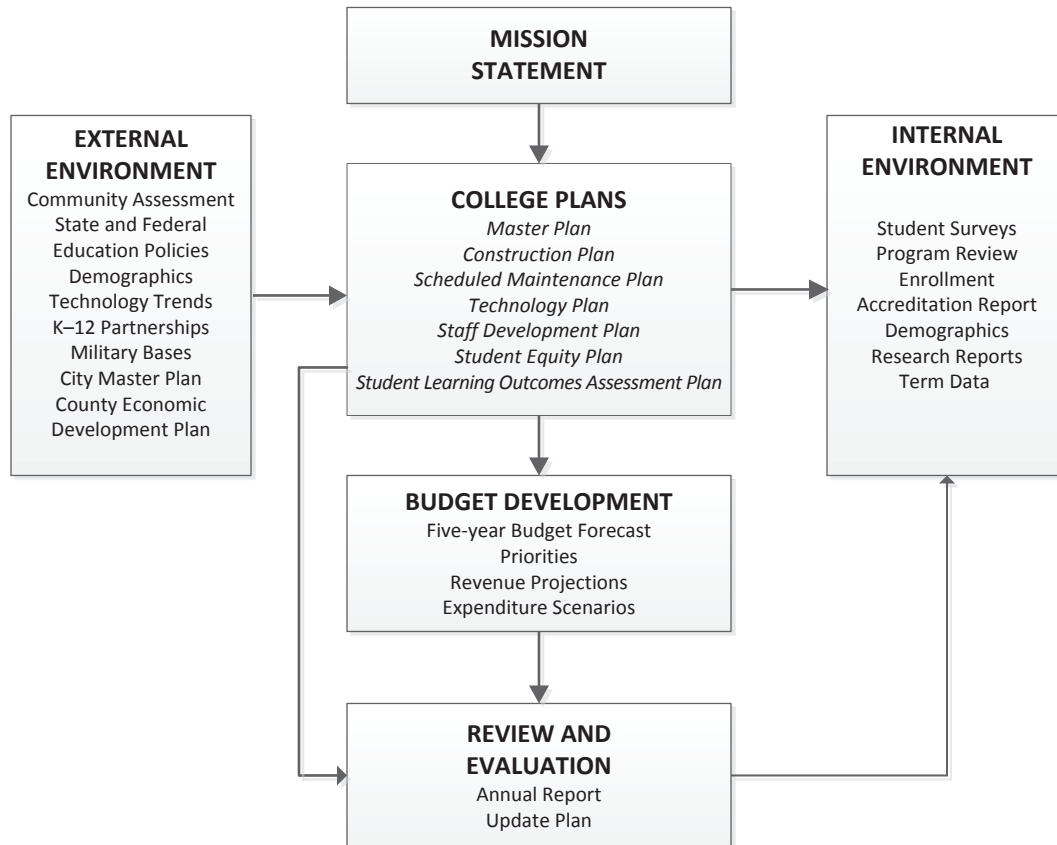 MISSION
STATEMENT
EXTERNAL
ENVIRONMENT
Community Assessment
State and Federal
Education Policies
Demographics
Technology Trends
K–12 Partnerships
Military Bases
City Master Plan
County Economic
Development Plan
COLLEGE PLANS
Master Plan
Construction Plan
Scheduled Maintenance Plan
Technology Plan
Staff Development Plan
Student Equity Plan
Student Learning Outcomes Assessment Plan
INTERNAL
ENVIRONMENT
Student Surveys
Program Review
Enrollment
Accreditation Report
Demographics
Research Reports
Term Data
BUDGET DEVELOPMENT
Five-year Budget Forecast
Priorities
Revenue Projections
Expenditure Scenarios
REVIEW AND
EVALUATION
Annual Report
Update Plan